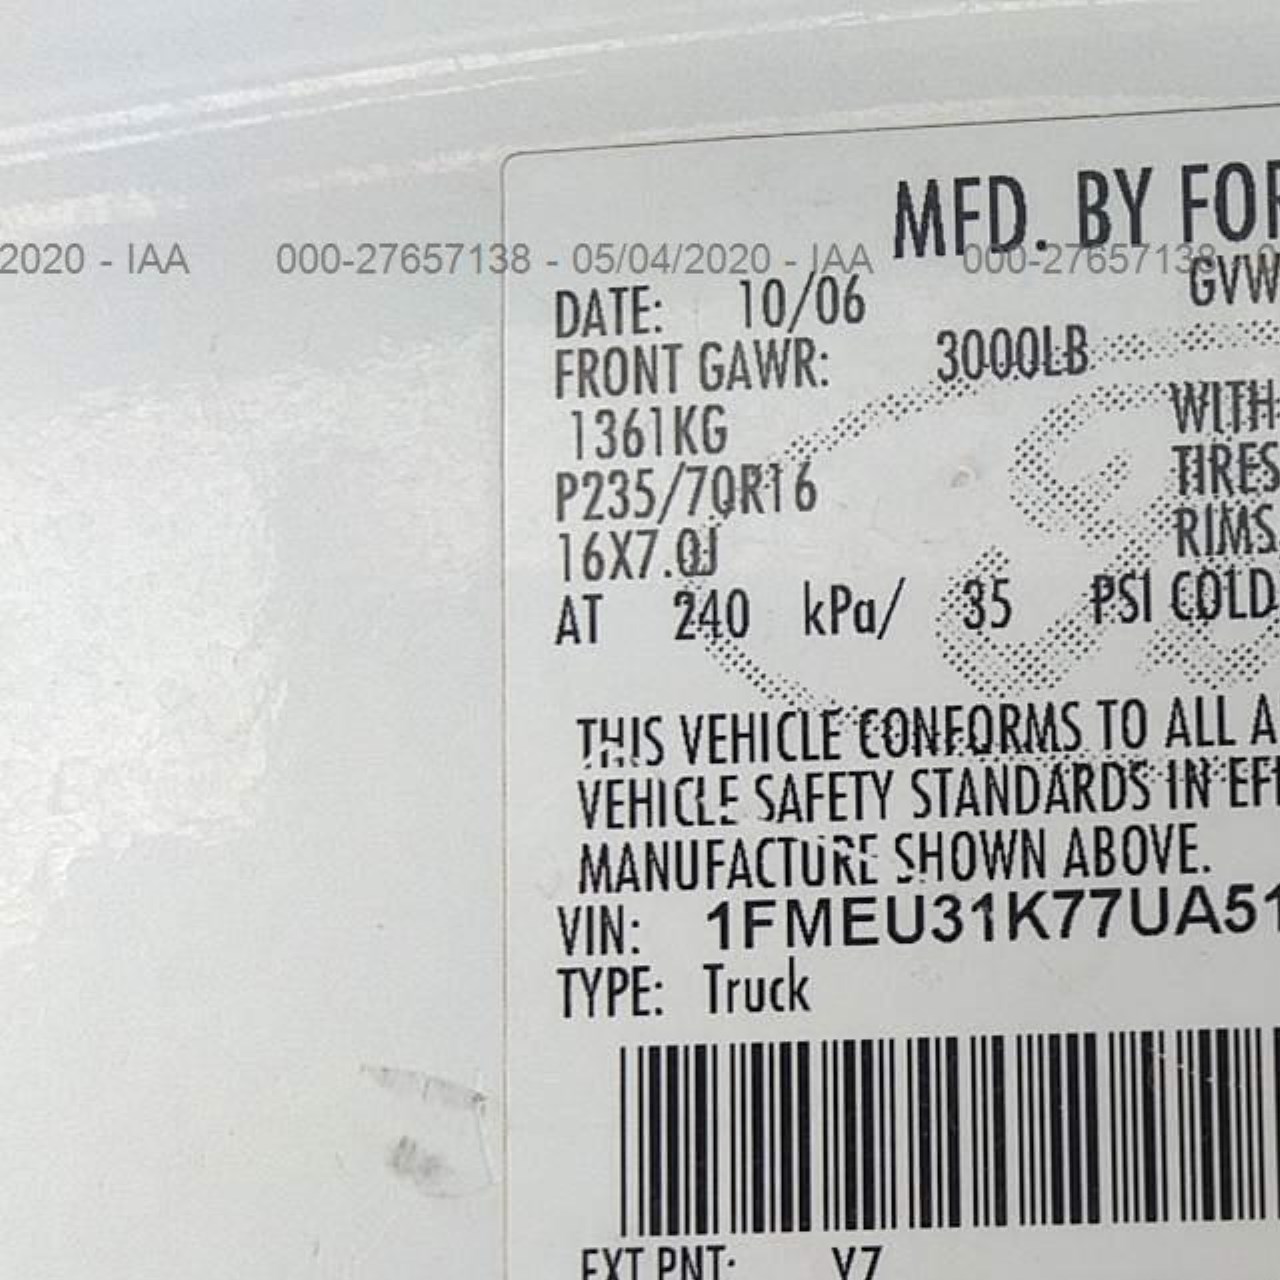 MFD. BY FOR
2020 - IAA 000-27657138 - 05/04/2020 - IAA 000-27657138
DATE: 10/06 GVW
FRONT GAWR: 3000LB
1361KG WITH
P235/70R16 TIRES
16X7.0J RIMS
AT 240 kPa/ 35 PSI COLD
THIS VEHICLE CONFORMS TO ALL A
VEHICLE SAFETY STANDARDS IN EFF
MANUFACTURE SHOWN ABOVE.
VIN: 1FMEU31K77UA51
TYPE: Truck
EXT PNT: Y7